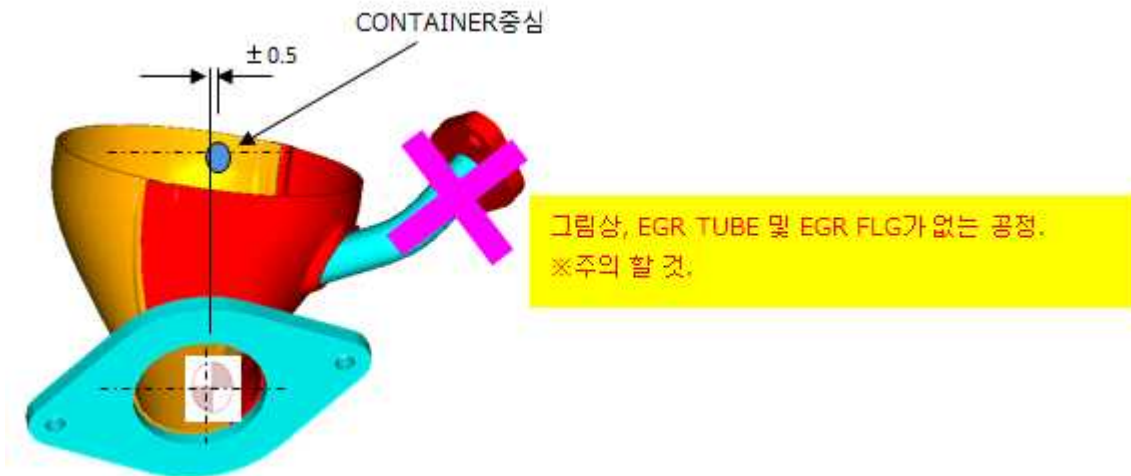 CONTAINER중심
±0.5
그림상, EGR TUBE 및 EGR FLG가 없는 공정.
※주의 할 것.